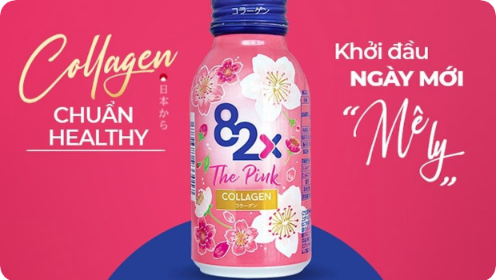 Collagen
CHUẨN
HEALTHY
日本から
コラーゲン
82x
The Pink
COLLAGEN
コラーゲン
Khởi đầu
NGÀY MỚI
“Mê ly”